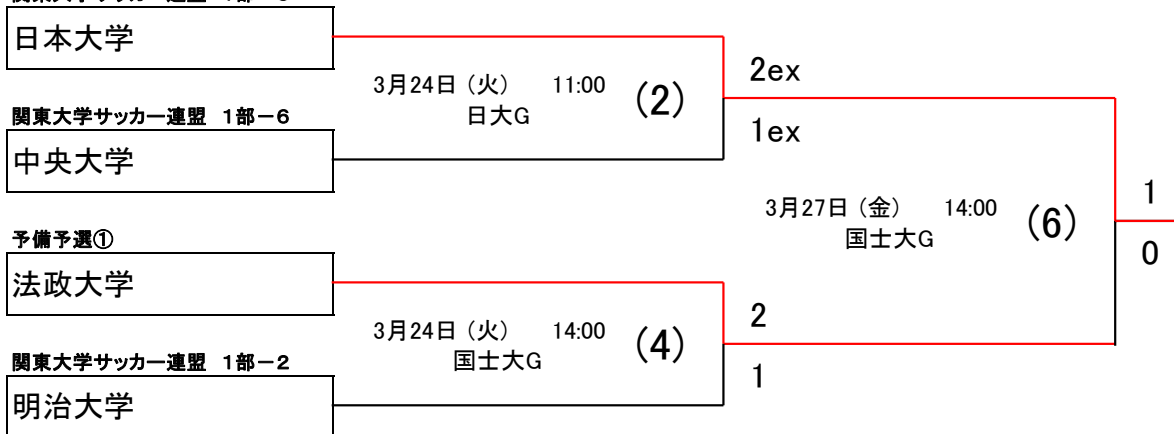 日本大学
3月24日（火） 11:00
日大G
(2)
2ex
1ex
関東大学サッカー連盟 1部－6
中央大学
3月27日（金） 14:00
国士大G
(6)
1
0
予備予選①
法政大学
3月24日（火） 14:00
国士大G
(4)
2
1
関東大学サッカー連盟 1部－2
明治大学